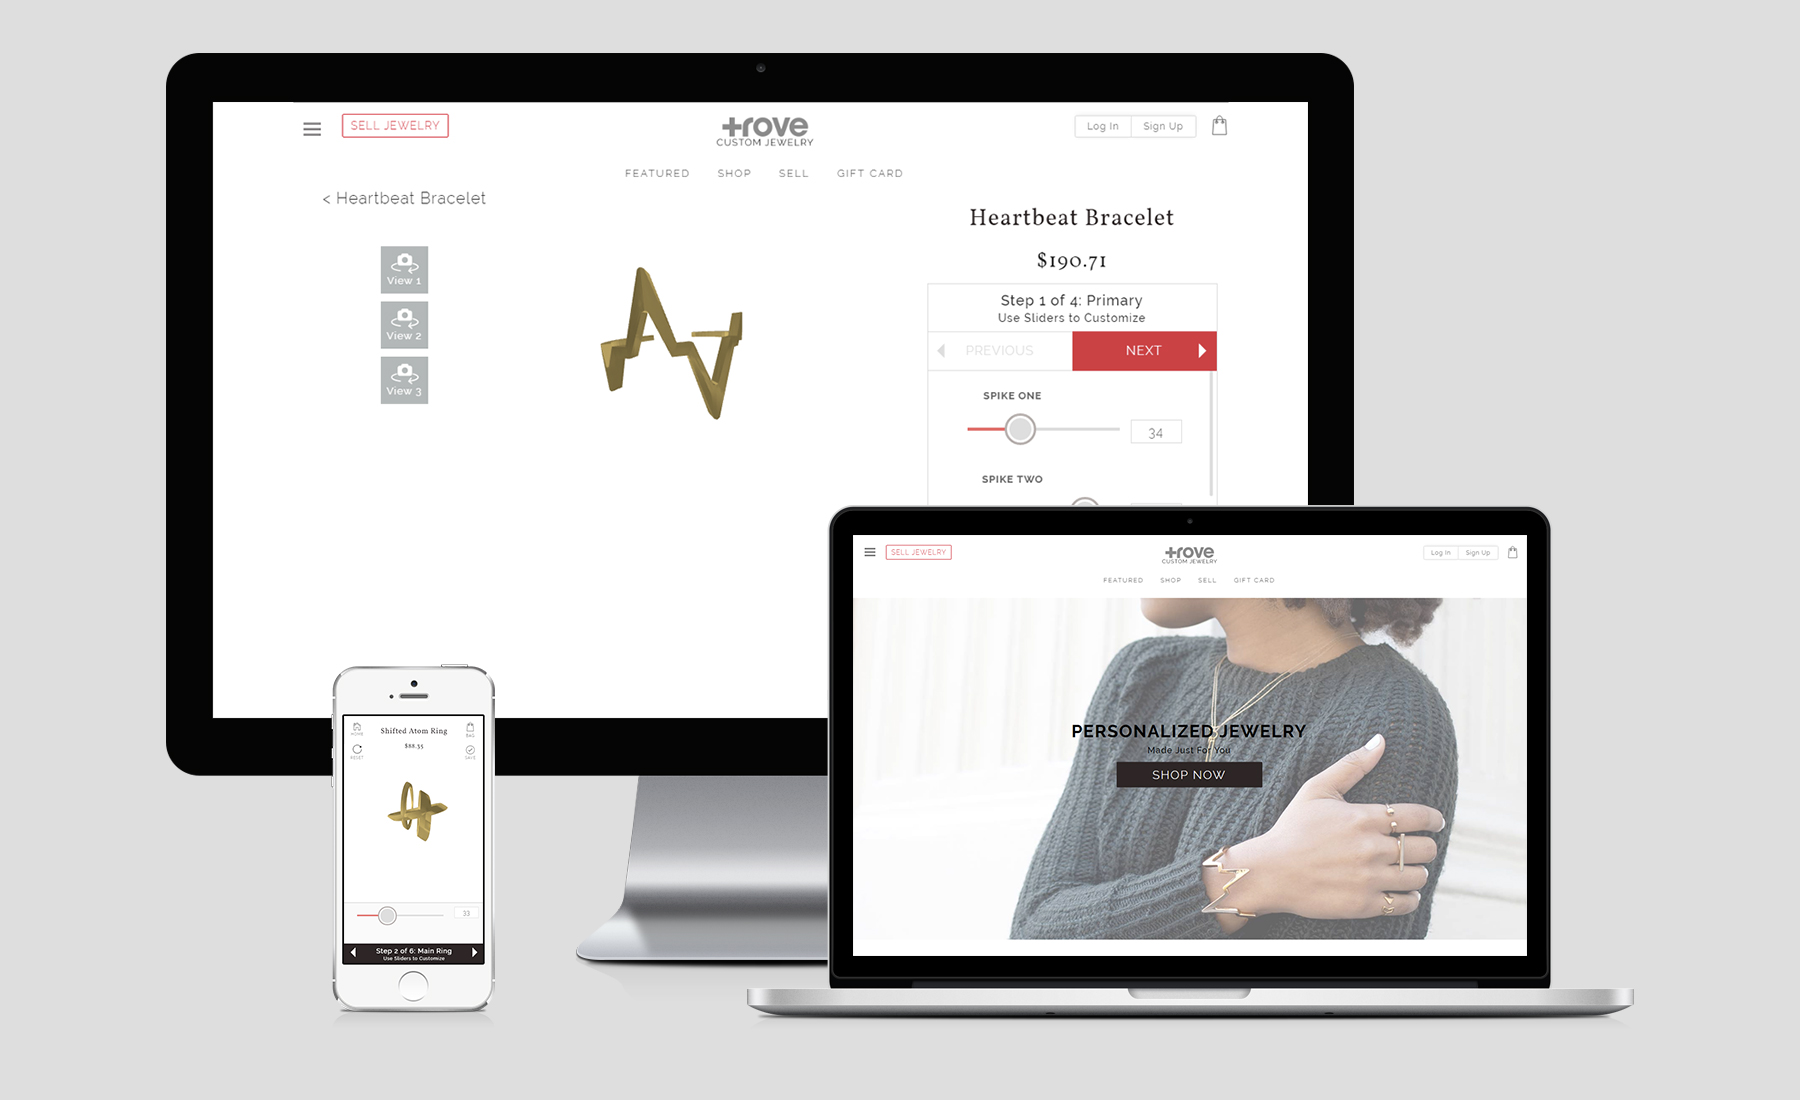 SELL JEWELRY
trove
CUSTOM JEWELRY
Log In
Sign Up
FEATURED
SHOP
SELL
GIFT CARD
< Heartbeat Bracelet
View 1
View 2
View 3
Heartbeat Bracelet
$190.71
Step 1 of 4: Primary
Use Sliders to Customize
PREVIOUS
NEXT
SPIKE ONE
34
SPIKE TWO
HOME
Shifted Atom Ring
BAG
$88.35
RESET
SAVE
33
Step 2 of 6: Main Ring
Use Sliders to Customize
SELL JEWELRY
trove
CUSTOM JEWELRY
Log In
Sign Up
FEATURED
SHOP
SELL
GIFT CARD
PERSONALIZED JEWELRY
Made Just For You
SHOP NOW